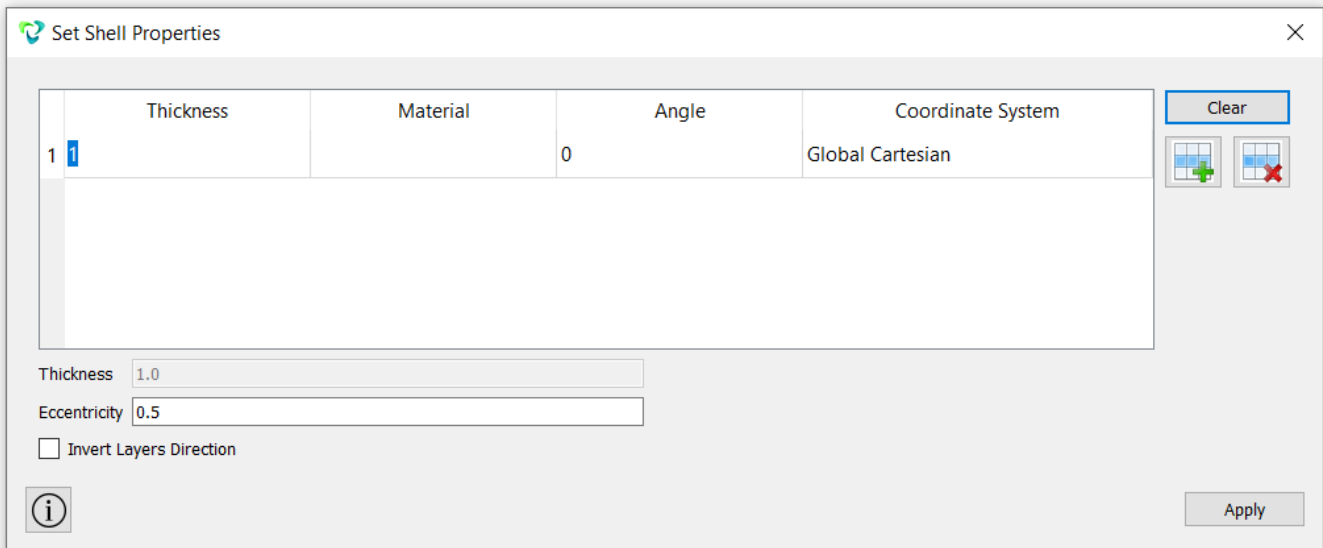 Set Shell Properties
Thickness Material Angle Coordinate System
Clear
1 1 0 Global Cartesian
Thickness 1.0
Eccentricity 0.5
Invert Layers Direction
i
Apply